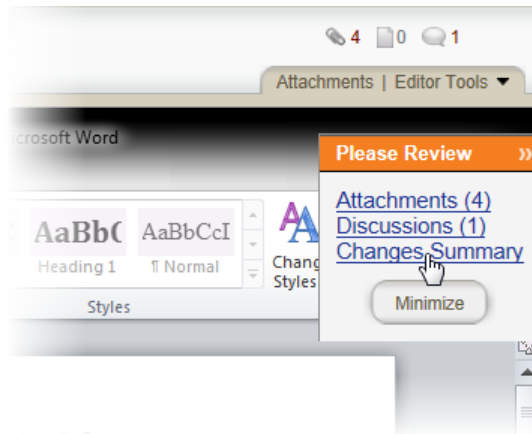 4 0 1
Attachments | Editor Tools
crosoft Word
Please Review »
Attachments (4)
Discussions (1)
Changes Summary
Minimize
AaBb( AaBbCcI
Heading 1 ¶ Normal
Chang
Styles
Styles